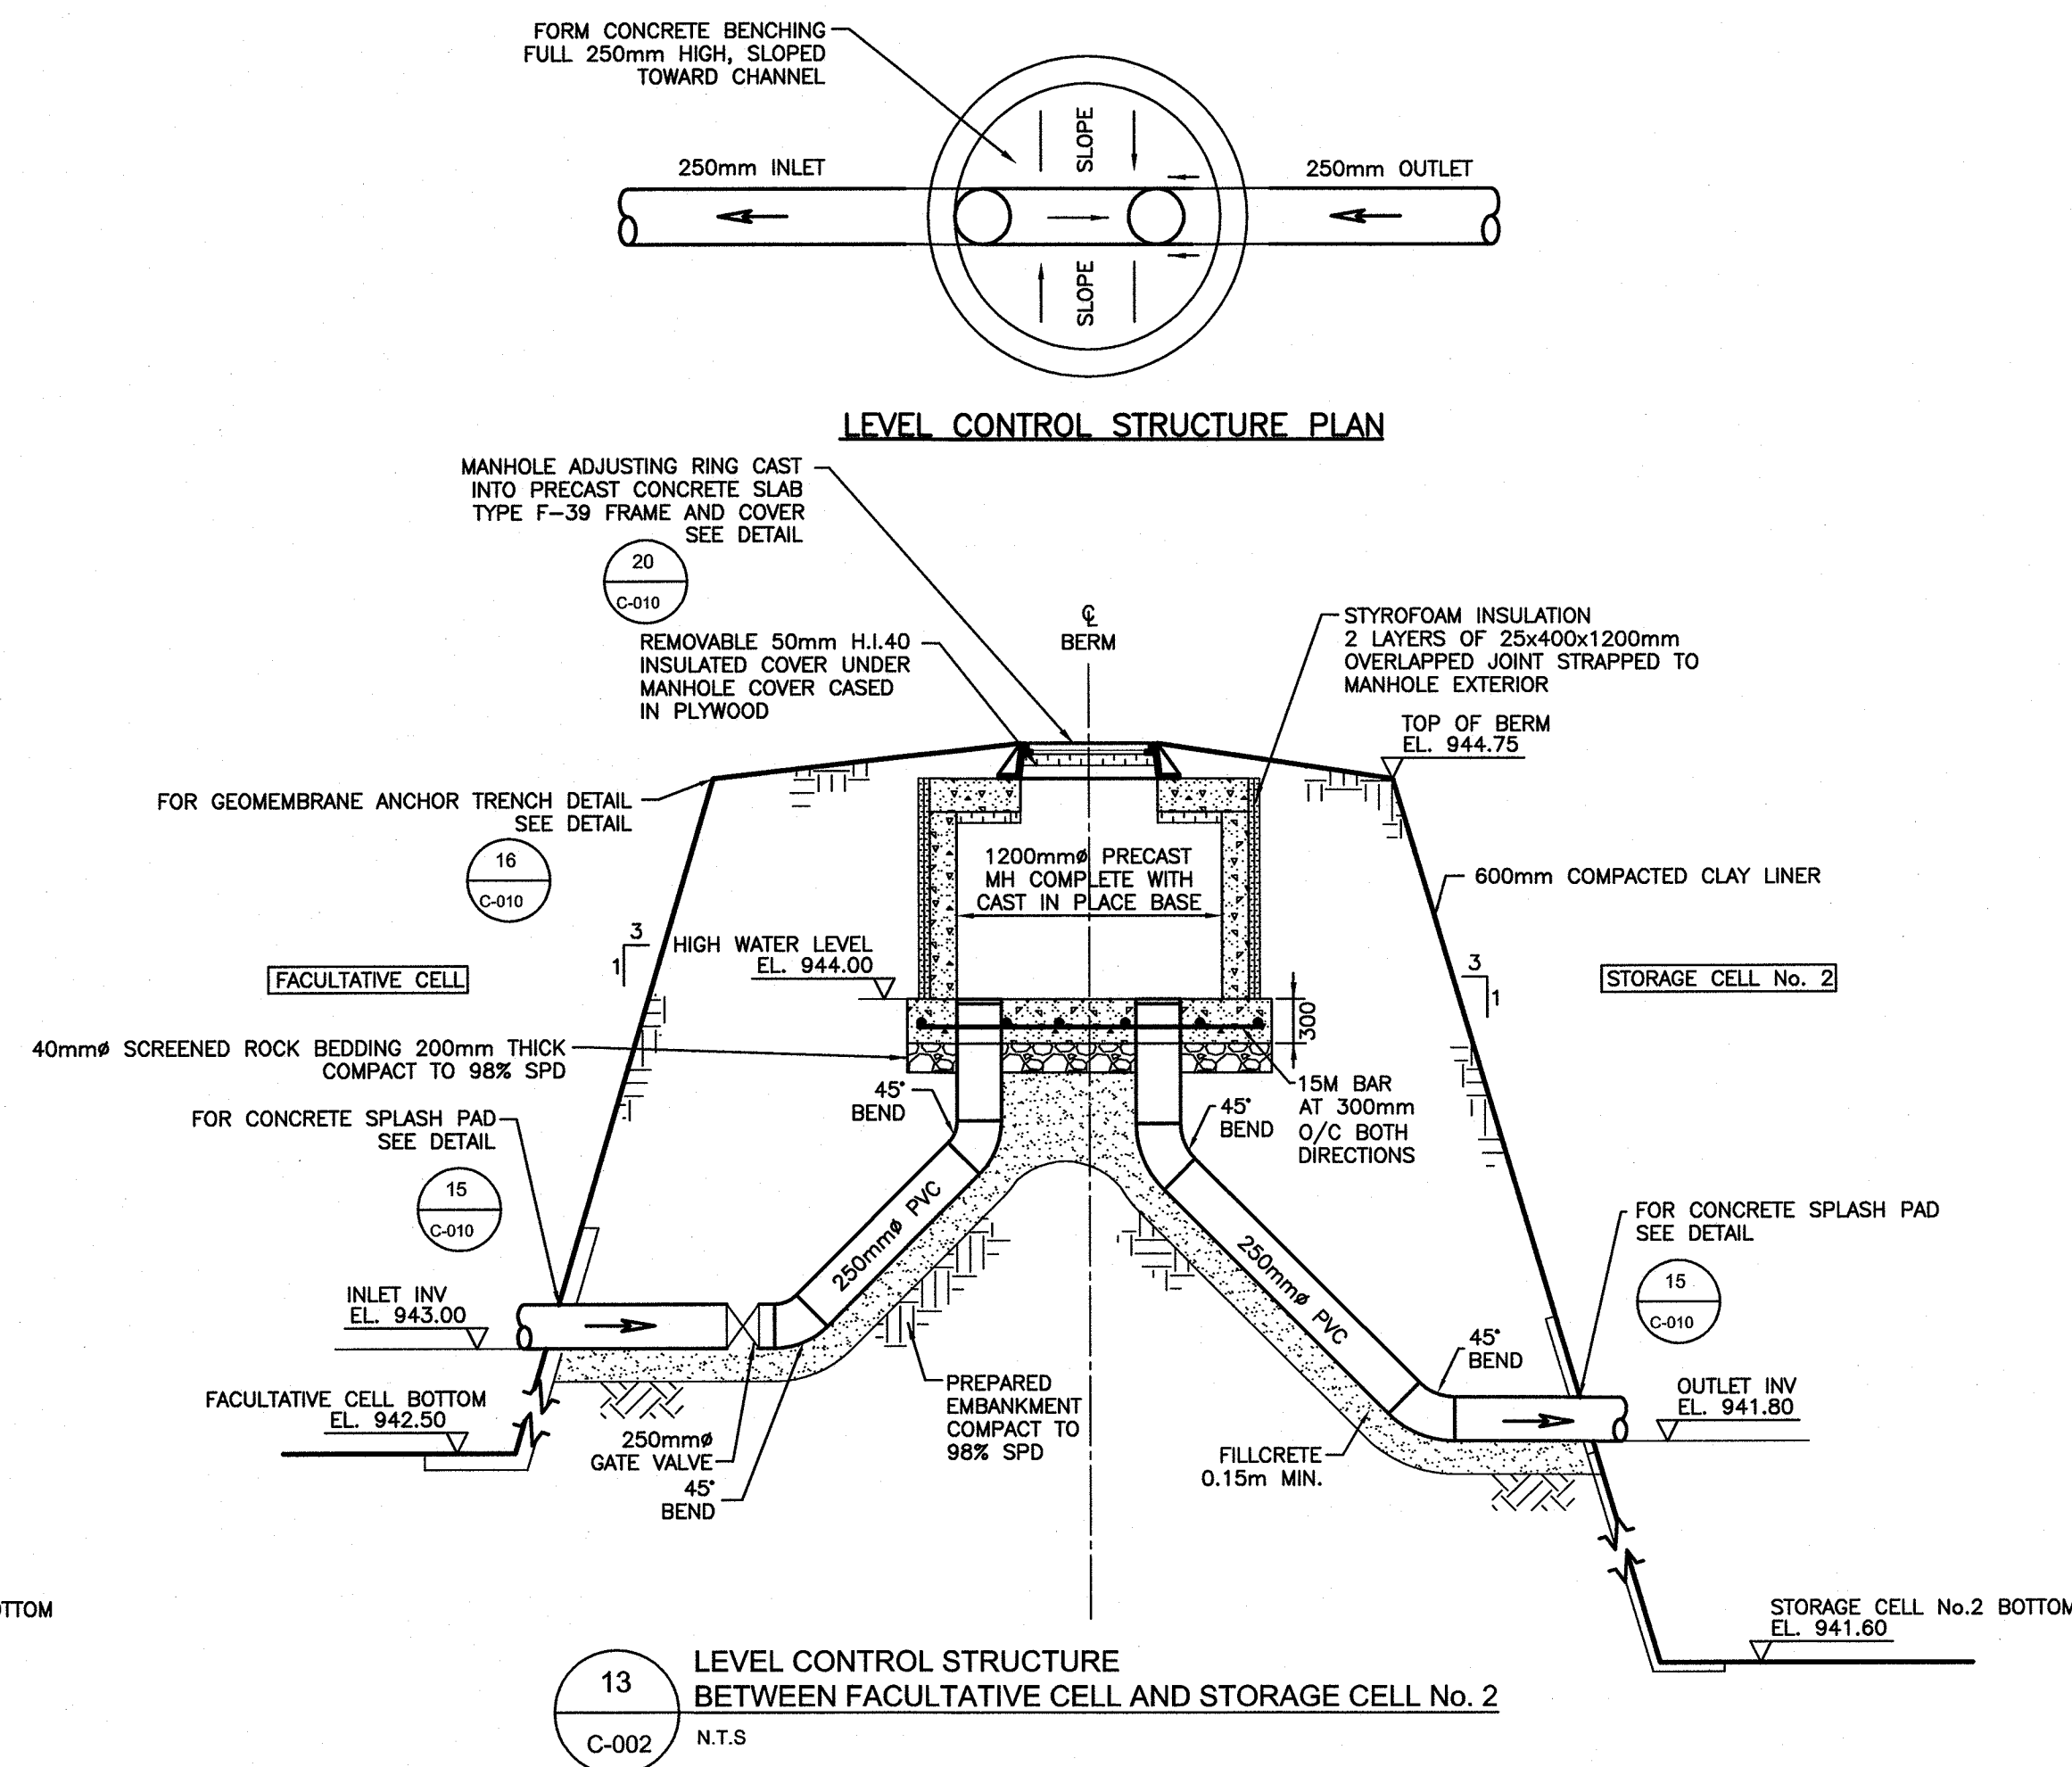 FORM CONCRETE BENCHING
FULL 250mm HIGH, SLOPED
TOWARD CHANNEL
250mm INLET
SLOPE
SLOPE
250mm OUTLET
LEVEL CONTROL STRUCTURE PLAN
MANHOLE ADJUSTING RING CAST
INTO PRECAST CONCRETE SLAB
TYPE F-39 FRAME AND COVER
SEE DETAIL
20
C-010
REMOVABLE 50mm H.I.40
INSULATED COVER UNDER
MANHOLE COVER CASED
IN PLYWOOD
℄
BERM
STYROFOAM INSULATION
2 LAYERS OF 25x400x1200mm
OVERLAPPED JOINT STRAPPED TO
MANHOLE EXTERIOR
TOP OF BERM
EL. 944.75
FOR GEOMEMBRANE ANCHOR TRENCH DETAIL
SEE DETAIL
16
C-010
1200mmø PRECAST
MH COMPLETE WITH
CAST IN PLACE BASE
600mm COMPACTED CLAY LINER
3
1
HIGH WATER LEVEL
EL. 944.00
FACULTATIVE CELL
3
1
STORAGE CELL No. 2
300
40mmø SCREENED ROCK BEDDING 200mm THICK
COMPACT TO 98% SPD
45°
BEND
45°
BEND
15M BAR
AT 300mm
O/C BOTH
DIRECTIONS
FOR CONCRETE SPLASH PAD
SEE DETAIL
15
C-010
250mmø PVC
250mmø PVC
FOR CONCRETE SPLASH PAD
SEE DETAIL
15
C-010
INLET INV
EL. 943.00
45°
BEND
FACULTATIVE CELL BOTTOM
EL. 942.50
PREPARED
EMBANKMENT
COMPACT TO
98% SPD
OUTLET INV
EL. 941.80
250mmø
GATE VALVE
45°
BEND
FILLCRETE
0.15m MIN.
OTTOM
STORAGE CELL No.2 BOTTOM
EL. 941.60
13
C-002
LEVEL CONTROL STRUCTURE
BETWEEN FACULTATIVE CELL AND STORAGE CELL No. 2
N.T.S